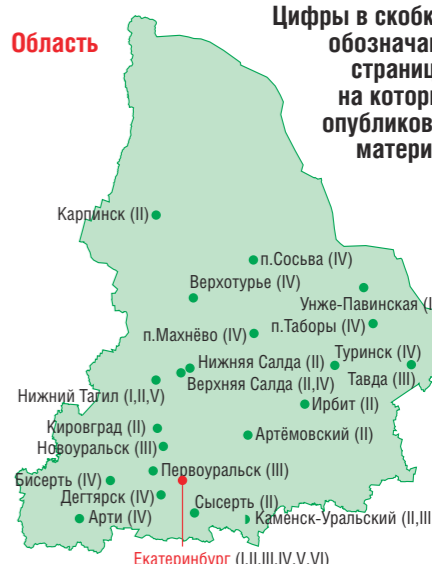 Область
Цифры в скобк
обозначаю
страниц
на котор
опубликов
матери
Карпинск (II)
п.Сосьва (IV)
Верхотурье (IV)
Унже-Павинская (I
п.Таборы (IV)
п.Махнёво (IV)
Туринск (IV)
Нижняя Салда (II)
Тавда (III)
Верхняя Салда (II,IV)
Нижний Тагил (I,II,V)
Ирбит (II)
Кировград (II)
Артёмовский (II)
Новоуральск (III)
Первоуральск (III)
Бисерть (IV)
Дегтярск (IV)
Сысерть (II)
Арти (IV)
Каменск-Уральский (II,III
Екатеринбург (I,II,III,IV,V,VI)